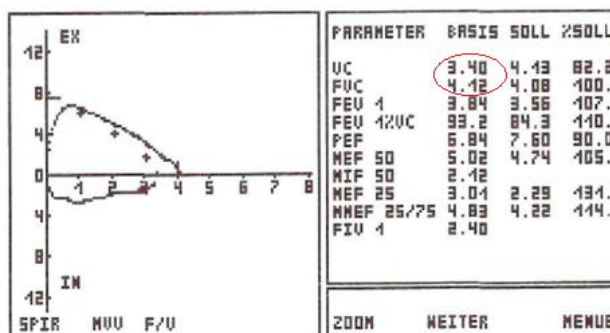 EX
12
8
4
0
0 1 2 3 4 5 6 7 8
4
8
IN
12
SPIR MVV F/V
PARAMETER BASIS SOLL %SOLL
VC 3.40 4.13 82.2
FVC 4.12 4.08 100.
FEV 1 3.84 3.56 107.
FEV 1%VC 93.2 84.3 110.
PEF 6.84 7.60 90.0
MEF 50 5.02 4.74 105.
MIF 50 2.12
MEF 25 3.01 2.29 131.
MMEF 25/75 4.83 4.22 114.
FIV 1 2.40
ZOOM WEITER MENUE